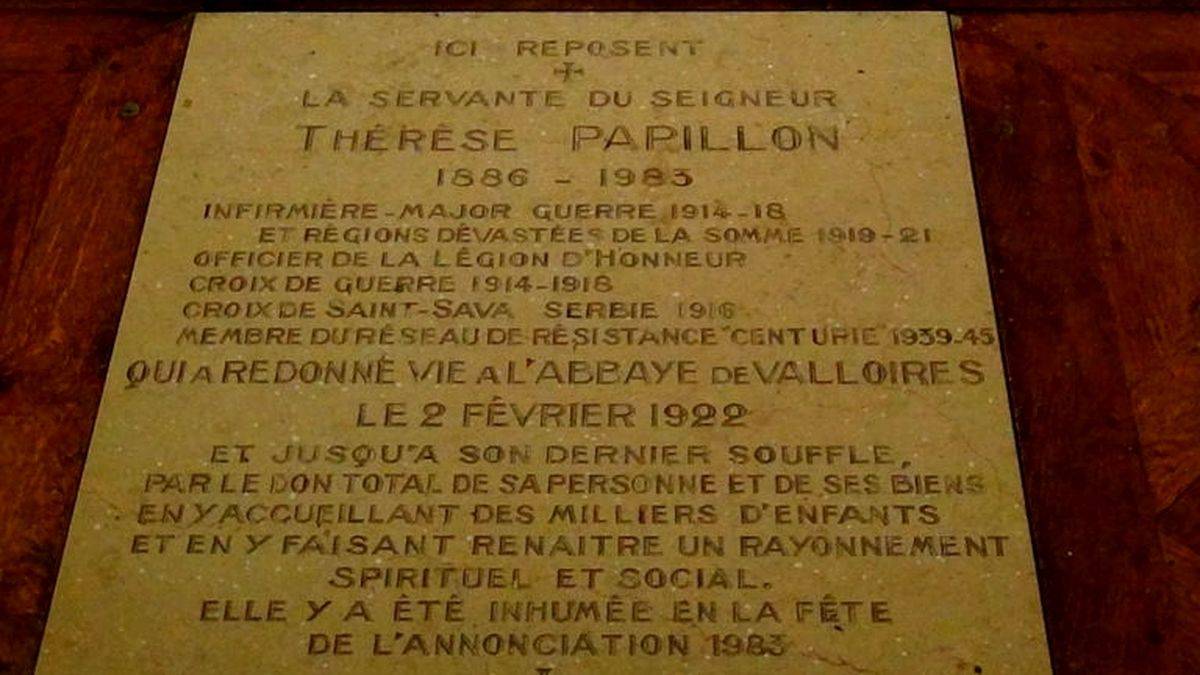 ICI REPOSENT
LA SERVANTE DU SEIGNEUR
THÉRÈSE PAPILLON
1886 - 1983
INFIRMIÈRE-MAJOR GUERRE 1914-18
ET RÉGIONS DÉVASTÉES DE LA SOMME 1919-21
OFFICIER DE LA LÉGION D'HONNEUR
CROIX DE GUERRE 1914-1918
CROIX DE SAINT-SAVA SERBIE 1916
MEMBRE DU RÉSEAU DE RÉSISTANCE "CENTURIE" 1939-45
QUI A REDONNÉ VIE A L'ABBAYE DE VALLOIRES
LE 2 FÉVRIER 1922
ET JUSQU'A SON DERNIER SOUFFLE,
PAR LE DON TOTAL DE SA PERSONNE ET DE SES BIENS
EN Y ACCUEILLANT DES MILLIERS D'ENFANTS
ET EN Y FAISANT RENAITRE UN RAYONNEMENT
SPIRITUEL ET SOCIAL.
ELLE Y A ÉTÉ INHUMÉE EN LA FÊTE
DE L'ANNONCIATION 1983